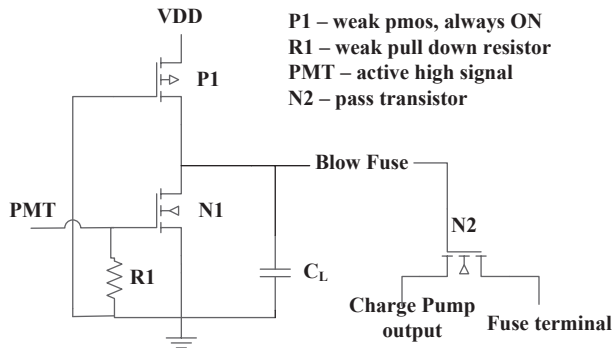 VDD
P1 – weak pmos, always ON
R1 – weak pull down resistor
PMT – active high signal
N2 – pass transistor
P1
Blow Fuse
PMT
N1
N2
R1
C_L
Charge Pump
output
Fuse terminal